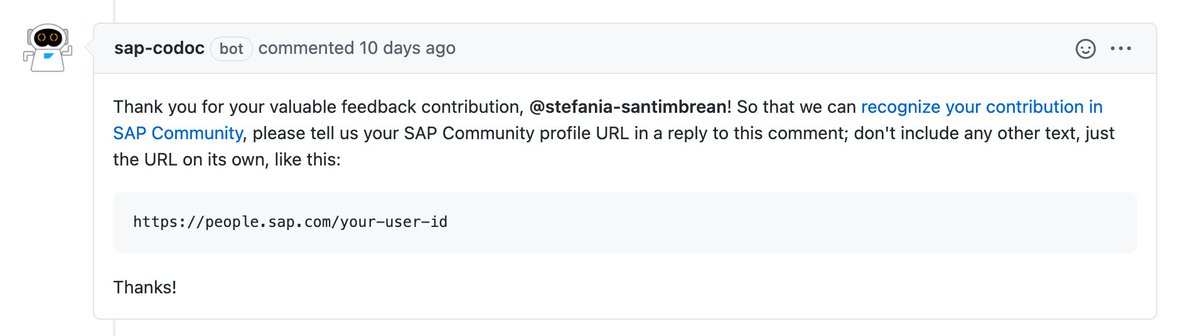 sap-codoc bot commented 10 days ago
Thank you for your valuable feedback contribution, @stefania-santimbrean! So that we can recognize your contribution in
SAP Community, please tell us your SAP Community profile URL in a reply to this comment; don't include any other text, just
the URL on its own, like this:
https://people.sap.com/your-user-id
Thanks!